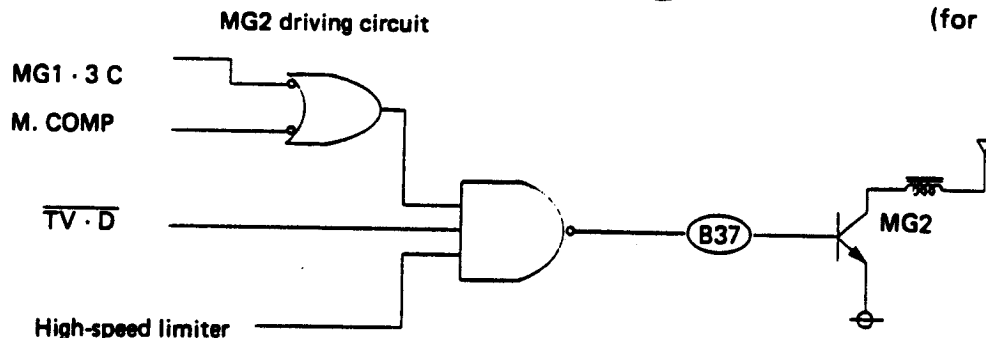 MG2 driving circuit
(for
MG1 · 3 C
M. COMP
TV · D
B37
MG2
High-speed limiter